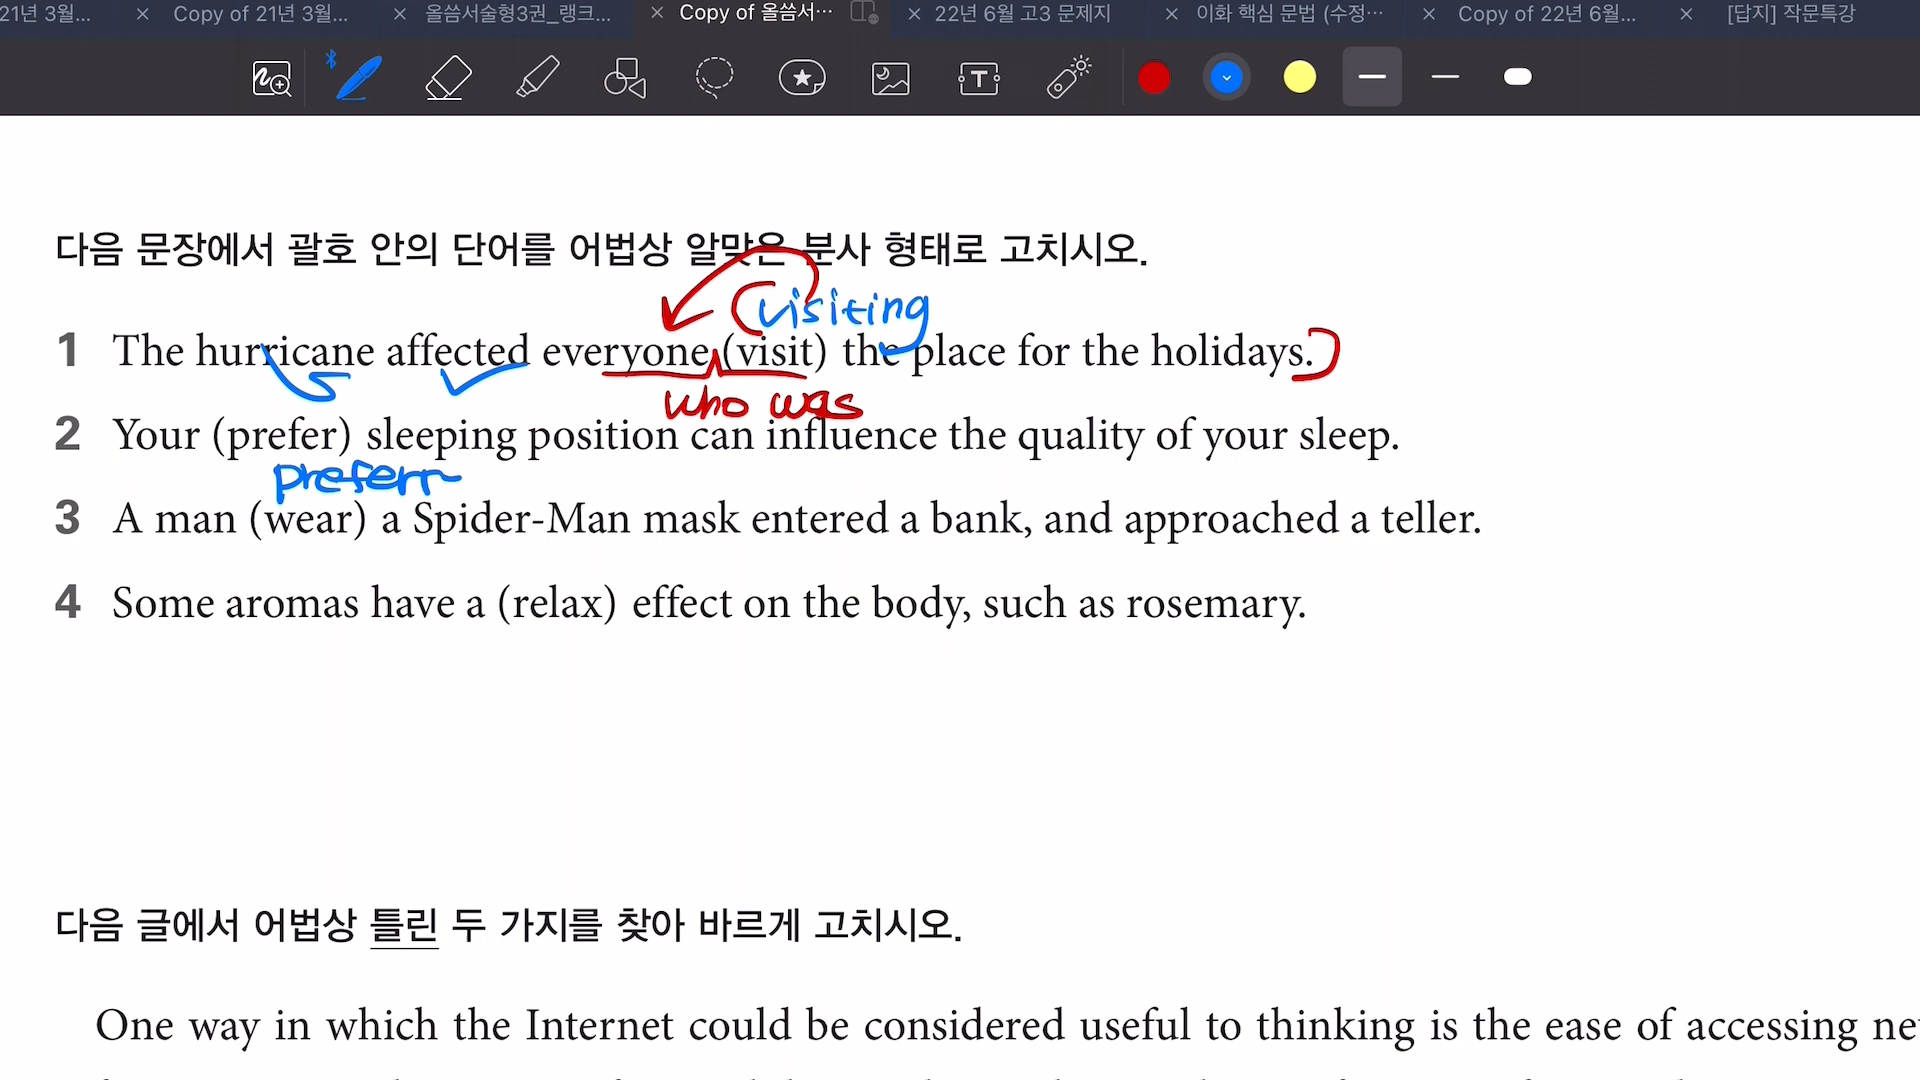 21년 3월... × Copy of 21년 3월... × 올씀서술형3권_랭크... × Copy of 올씀서... × 22년 6월 고3 문제지 × 이화 핵심 문법 (수정... × Copy of 22년 6월... × [답지] 작문특강
다음 문장에서 괄호 안의 단어를 어법상 알맞은 분사 형태로 고치시오.
visiting
1 The hurricane affected everyone (visit) the place for the holidays.
who was
2 Your (prefer) sleeping position can influence the quality of your sleep.
preferr
3 A man (wear) a Spider-Man mask entered a bank, and approached a teller.
4 Some aromas have a (relax) effect on the body, such as rosemary.
다음 글에서 어법상 틀린 두 가지를 찾아 바르게 고치시오.
One way in which the Internet could be considered useful to thinking is the ease of accessing ne